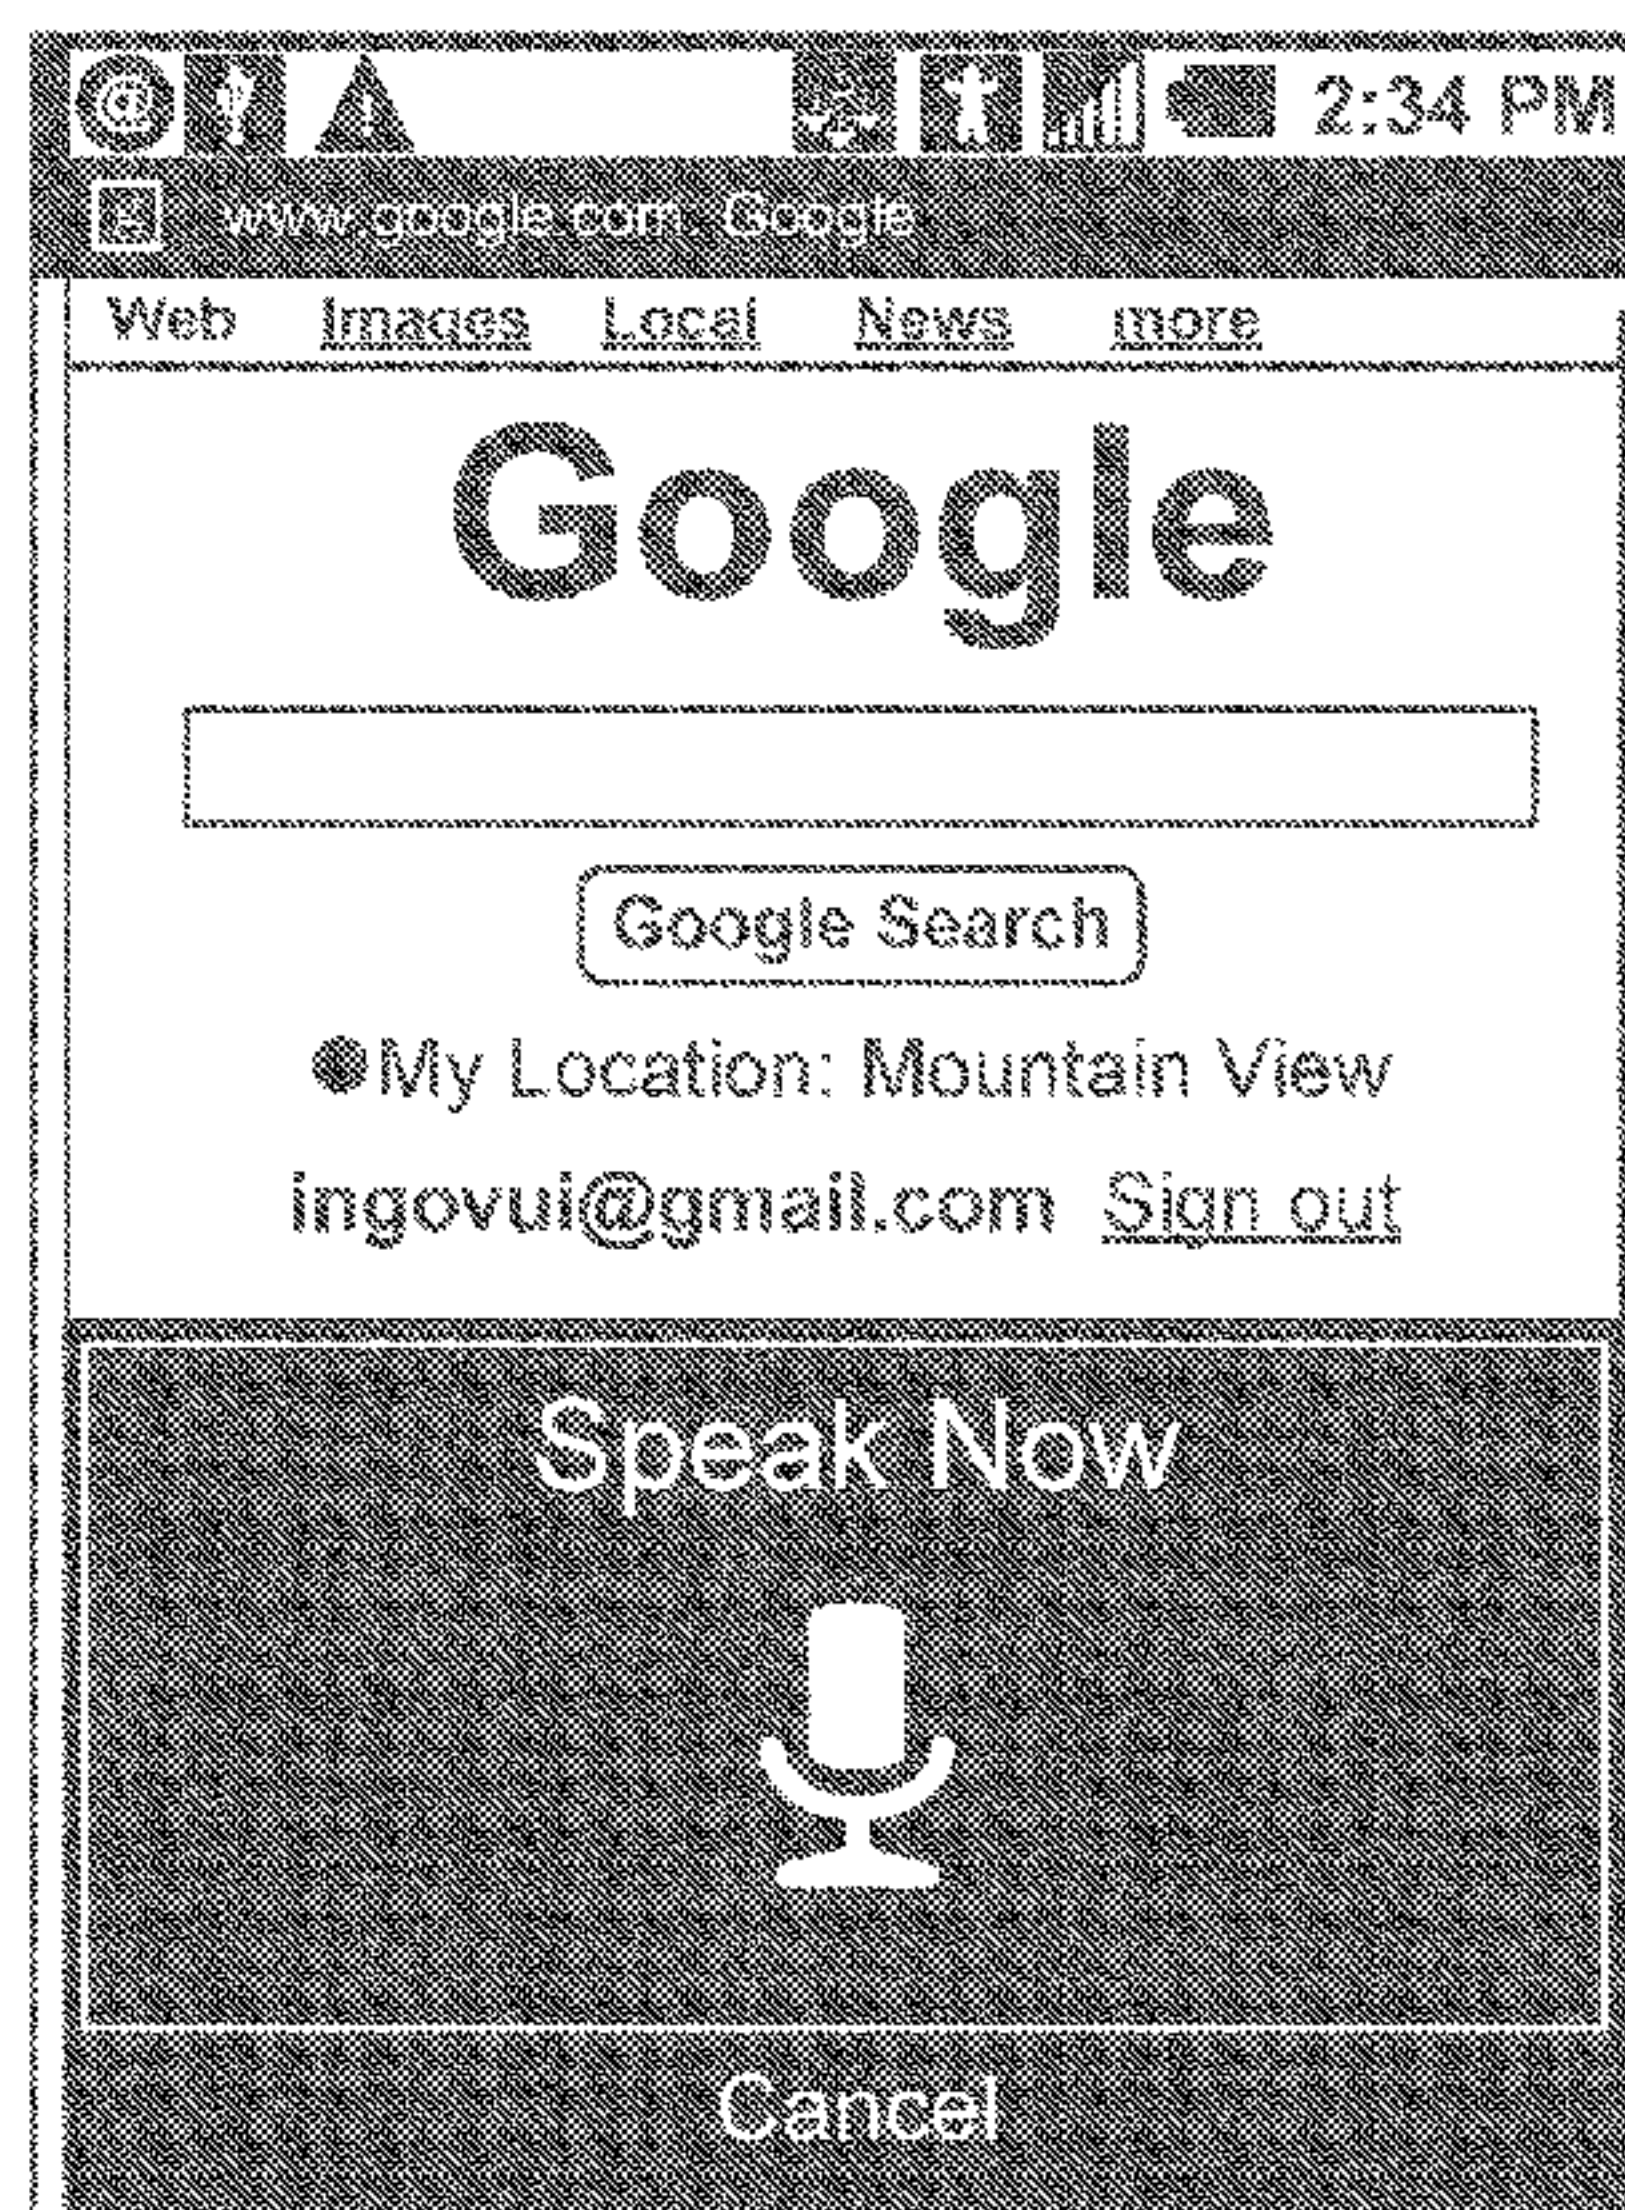 @ ! 2:34 PM
g www.google.com: Google
Web Images Local News more
Google
Google Search
My Location: Mountain View
ingovui@gmail.com Sign out
Speak Now
Cancel